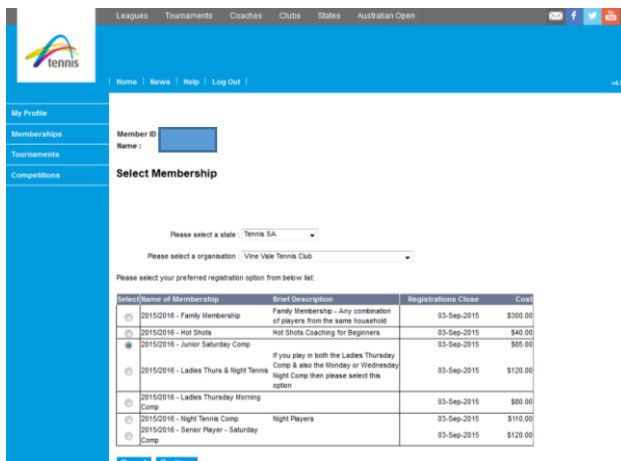 Leagues Tournaments Coaches Clubs States Australian Open
tennis
Home News Help Log Out
My Profile
Memberships
Tournaments
Competitions
Member ID
Name :
Select Membership
Please select a state : Tennis SA
Please select a organisation : Vine Vale Tennis Club
Please select your preferred registration option from below list:
Select Name of Membership Brief Description Registrations Close Cost
2015/2016 - Family Membership Family Membership - Any combination of players from the same household 03-Sep-2015 $300.00
2015/2016 - Hot Shots Hot Shots Coaching for Beginners 03-Sep-2015 $40.00
2015/2016 - Junior Saturday Comp 03-Sep-2015 $85.00
2015/2016 - Ladies Thurs & Night Tennis If you play in both the Ladies Thursday Comp & also the Monday or Wednesday Night Comp then please select this option 03-Sep-2015 $120.00
2015/2016 - Ladies Thursday Morning Comp 03-Sep-2015 $80.00
2015/2016 - Night Tennis Comp Night Players 03-Sep-2015 $110.00
2015/2016 - Senior Player - Saturday Comp 03-Sep-2015 $120.00